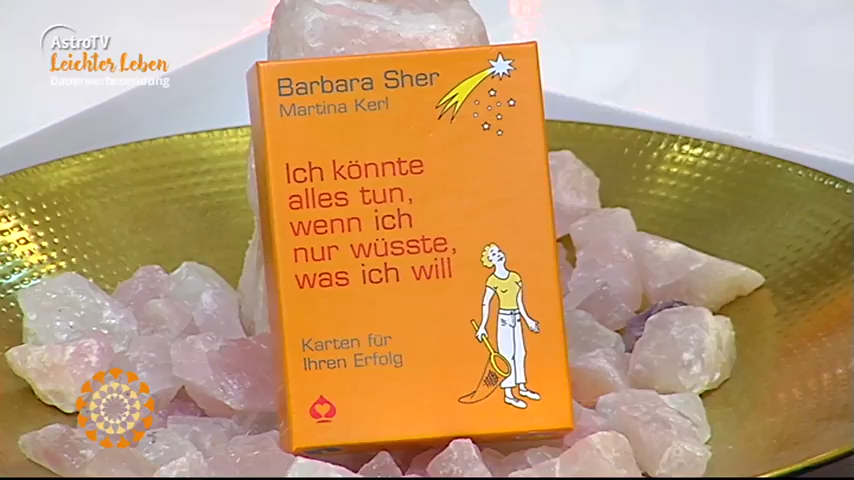 AstroTV
Leichter Leben
Dauerwerbesendung
Barbara Sher
Martina Kerl
Ich könnte
alles tun,
wenn ich
nur wüsste,
was ich will
Karten für
Ihren Erfolg